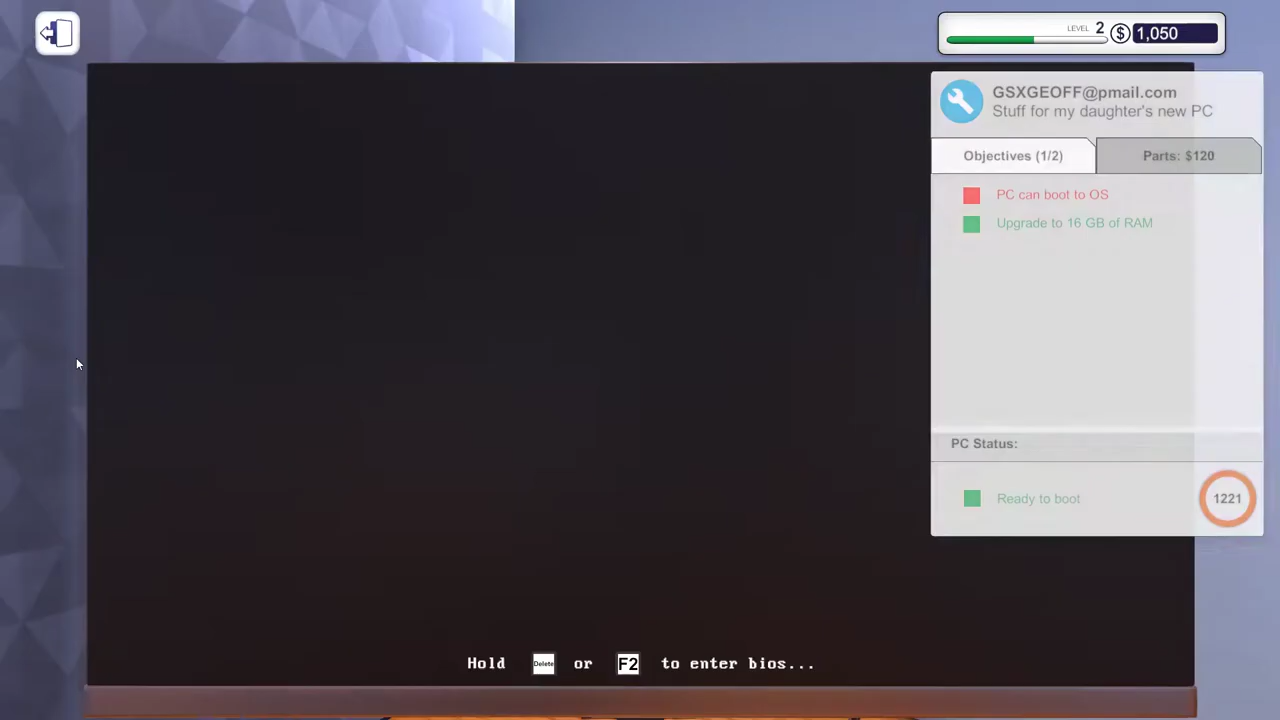 LEVEL 2 $ 1,050
GSXGEOFF@pmail.com
Stuff for my daughter's new PC
Objectives (1/2) Parts: $120
PC can boot to OS
Upgrade to 16 GB of RAM
PC Status:
Ready to boot 1221
Hold Delete or F2 to enter bios...